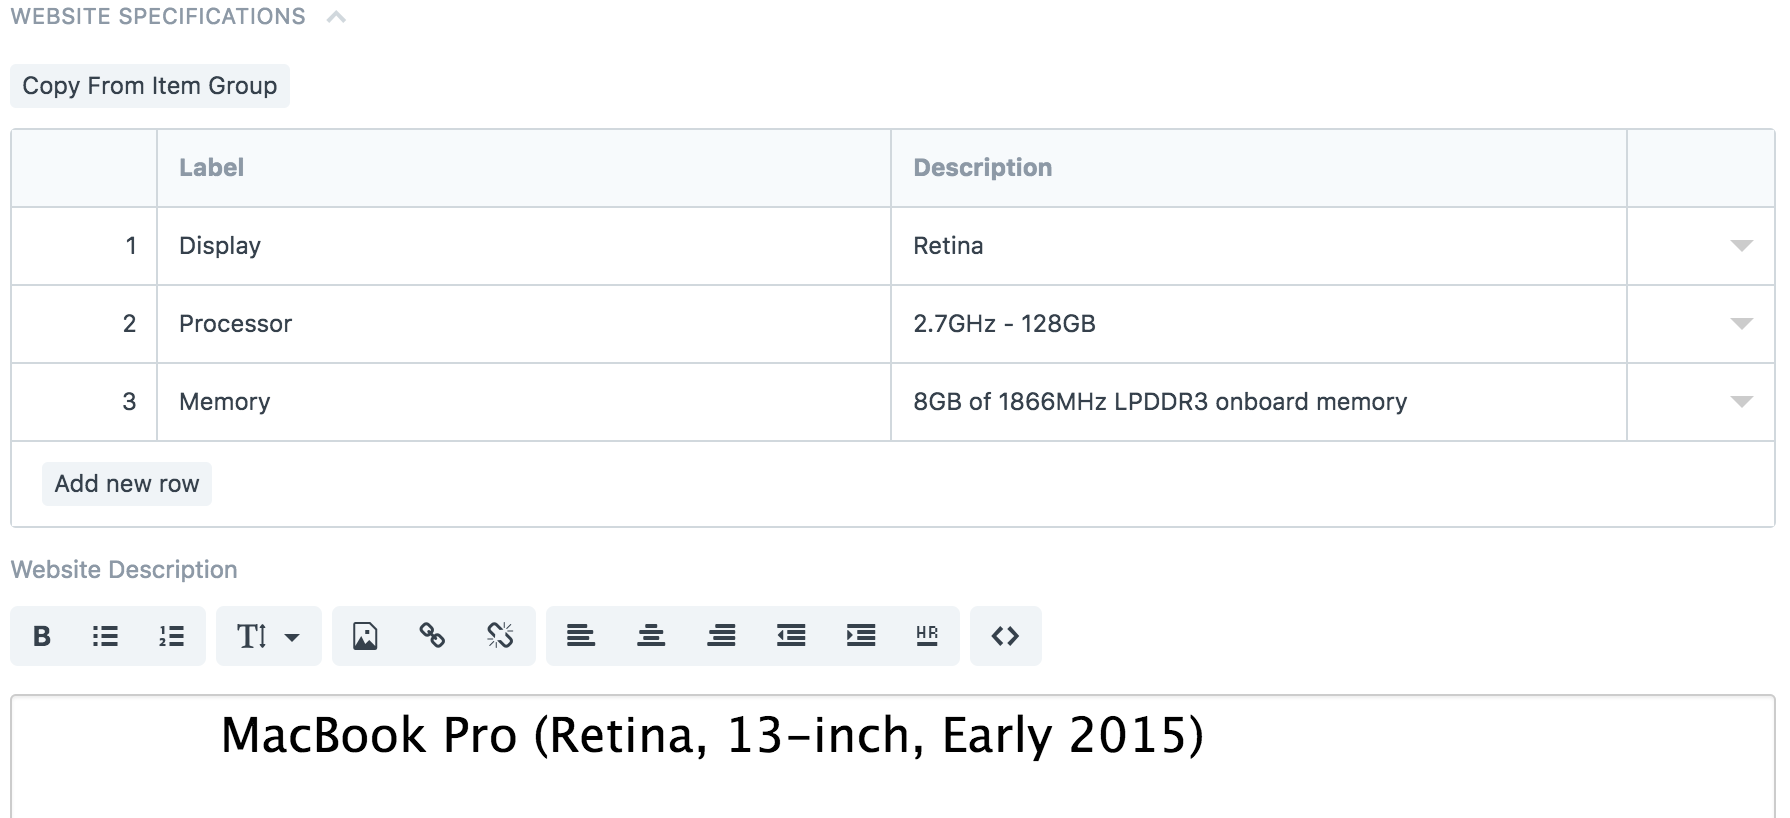 WEBSITE SPECIFICATIONS
Copy From Item Group
Label Description
1 Display Retina
2 Processor 2.7GHz - 128GB
3 Memory 8GB of 1866MHz LPDDR3 onboard memory
Add new row
Website Description
B T HR
MacBook Pro (Retina, 13-inch, Early 2015)